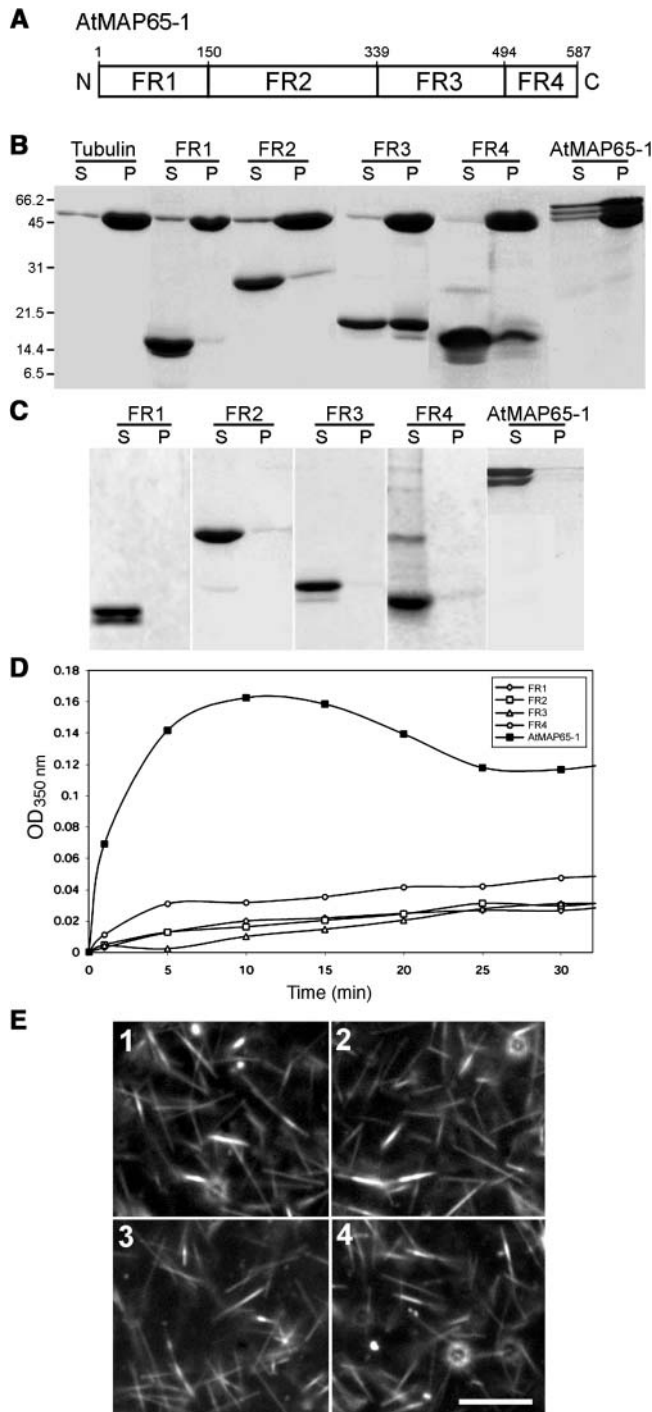 A
AtMAP65-1
1 150 339 494 587
N FR1 FR2 FR3 FR4 C
B
Tubulin FR1 FR2 FR3 FR4 AtMAP65-1
S P S P S P S P S P S P
66.2
45
31
21.5
14.4
6.5
C
FR1 FR2 FR3 FR4 AtMAP65-1
S P S P S P S P S P
D
0.18
0.16
0.14
0.12
0.1
0.08
0.06
0.04
0.02
0
OD350 nm
FR1
FR2
FR3
FR4
AtMAP65-1
0 5 10 15 20 25 30
Time (min)
E
1 2
3 4